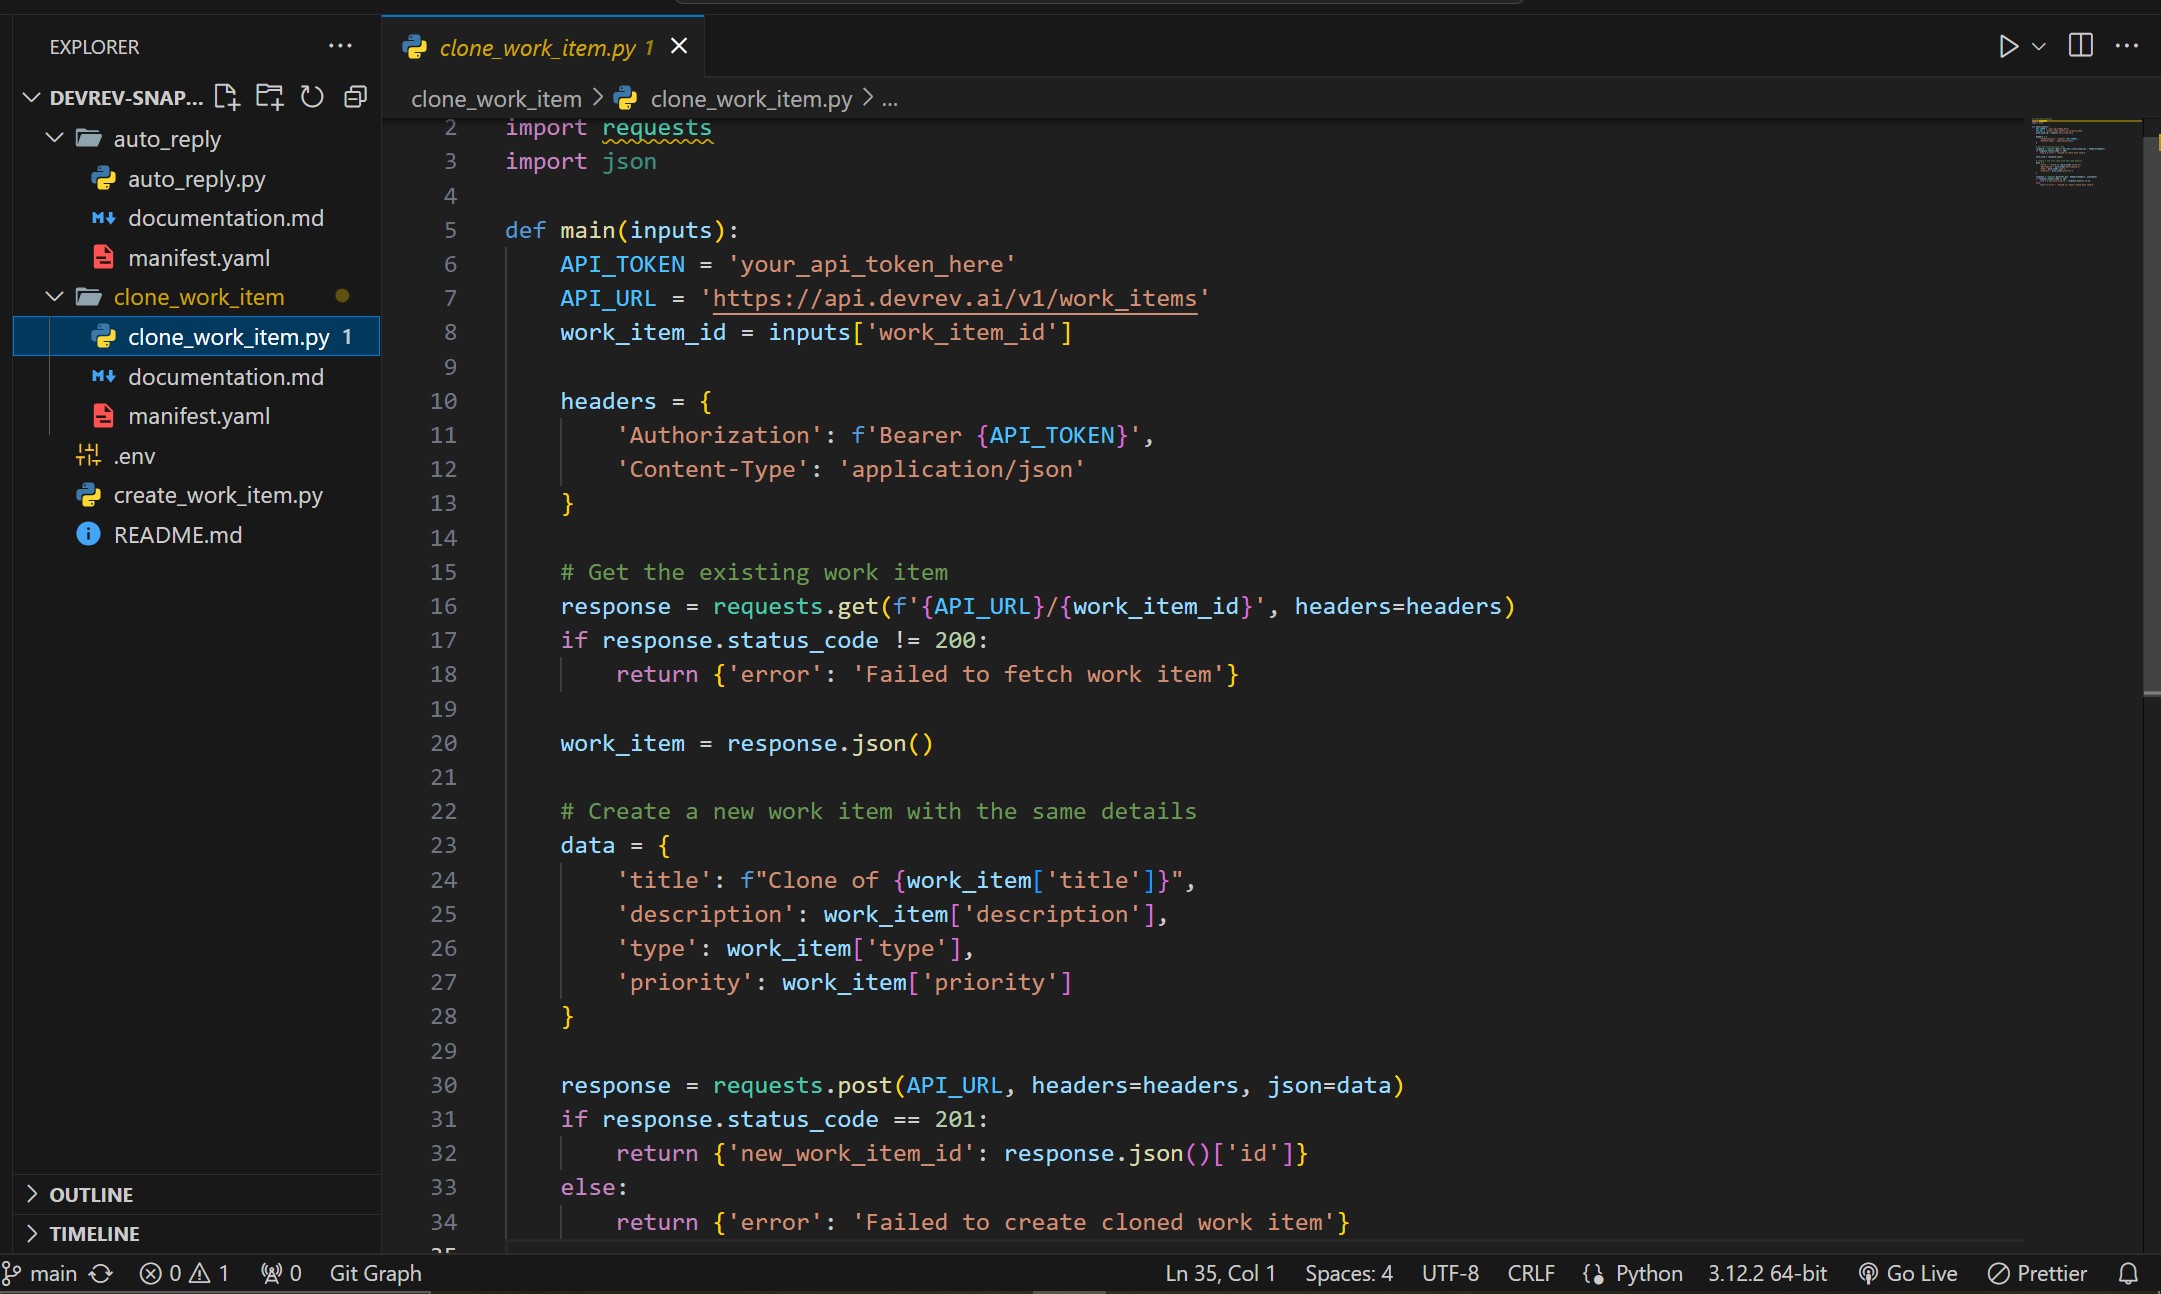 EXPLORER
DEVREV-SNAP...
auto_reply
auto_reply.py
documentation.md
manifest.yaml
clone_work_item
clone_work_item.py 1
documentation.md
manifest.yaml
.env
create_work_item.py
README.md
OUTLINE
TIMELINE
clone_work_item.py 1
clone_work_item > clone_work_item.py > ...
2 import requests
3 import json
4
5 def main(inputs):
6     API_TOKEN = 'your_api_token_here'
7     API_URL = 'https://api.devrev.ai/v1/work_items'
8     work_item_id = inputs['work_item_id']
9
10     headers = {
11         'Authorization': f'Bearer {API_TOKEN}',
12         'Content-Type': 'application/json'
13     }
14
15     # Get the existing work item
16     response = requests.get(f'{API_URL}/{work_item_id}', headers=headers)
17     if response.status_code != 200:
18         return {'error': 'Failed to fetch work item'}
19
20     work_item = response.json()
21
22     # Create a new work item with the same details
23     data = {
24         'title': f"Clone of {work_item['title']}",
25         'description': work_item['description'],
26         'type': work_item['type'],
27         'priority': work_item['priority']
28     }
29
30     response = requests.post(API_URL, headers=headers, json=data)
31     if response.status_code == 201:
32         return {'new_work_item_id': response.json()['id']}
33     else:
34         return {'error': 'Failed to create cloned work item'}
35
main 0 1 0 Git Graph Ln 35, Col 1 Spaces: 4 UTF-8 CRLF Python 3.12.2 64-bit Go Live Prettier